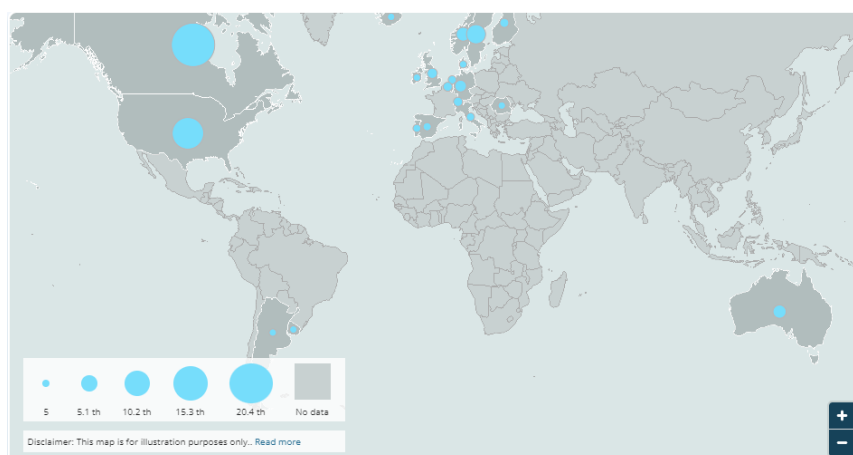 5 5.1 th 10.2 th 15.3 th 20.4 th No data
Disclaimer: This map is for illustration purposes only... Read more
+
−